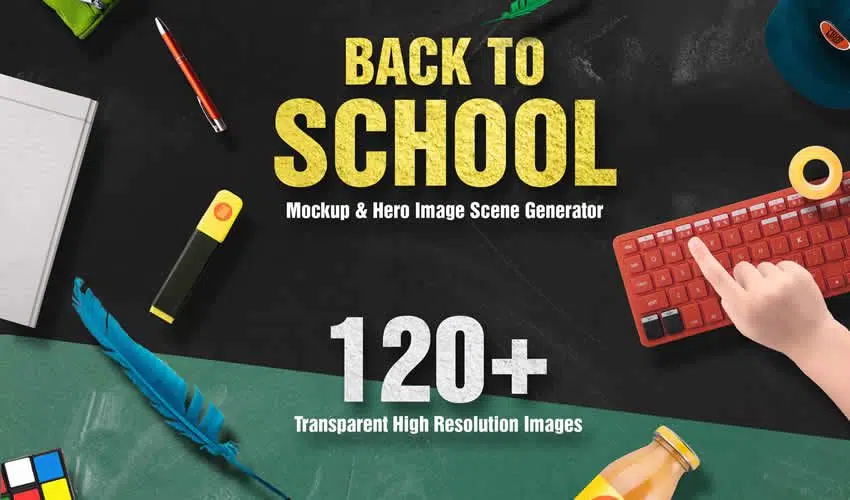 BACK TO
SCHOOL
Mockup & Hero Image Scene Generator
120+
Transparent High Resolution Images